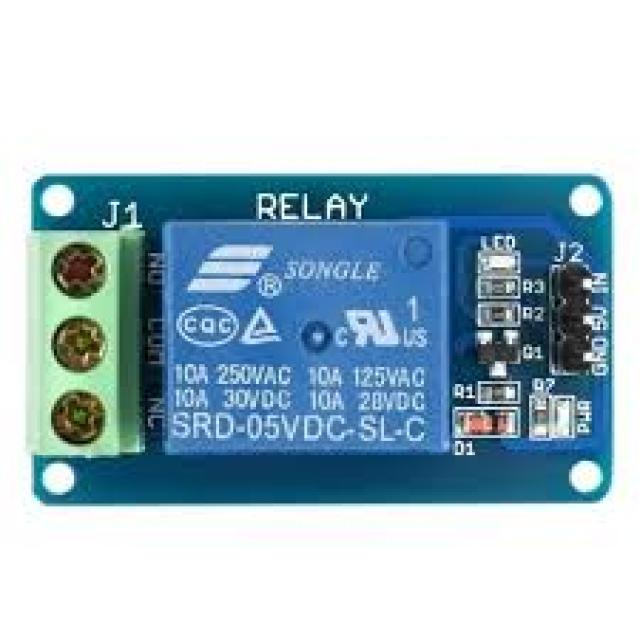 J1
RELAY
NO
COM
NC
SONGLE
®
CQC
C
US
1
10A 250VAC 10A 125VAC
10A 30VDC 10A 28VDC
SRD-05VDC-SL-C
LED
R3
R2
Q1
R1
D1
J2
IN
5V
GND
PWR